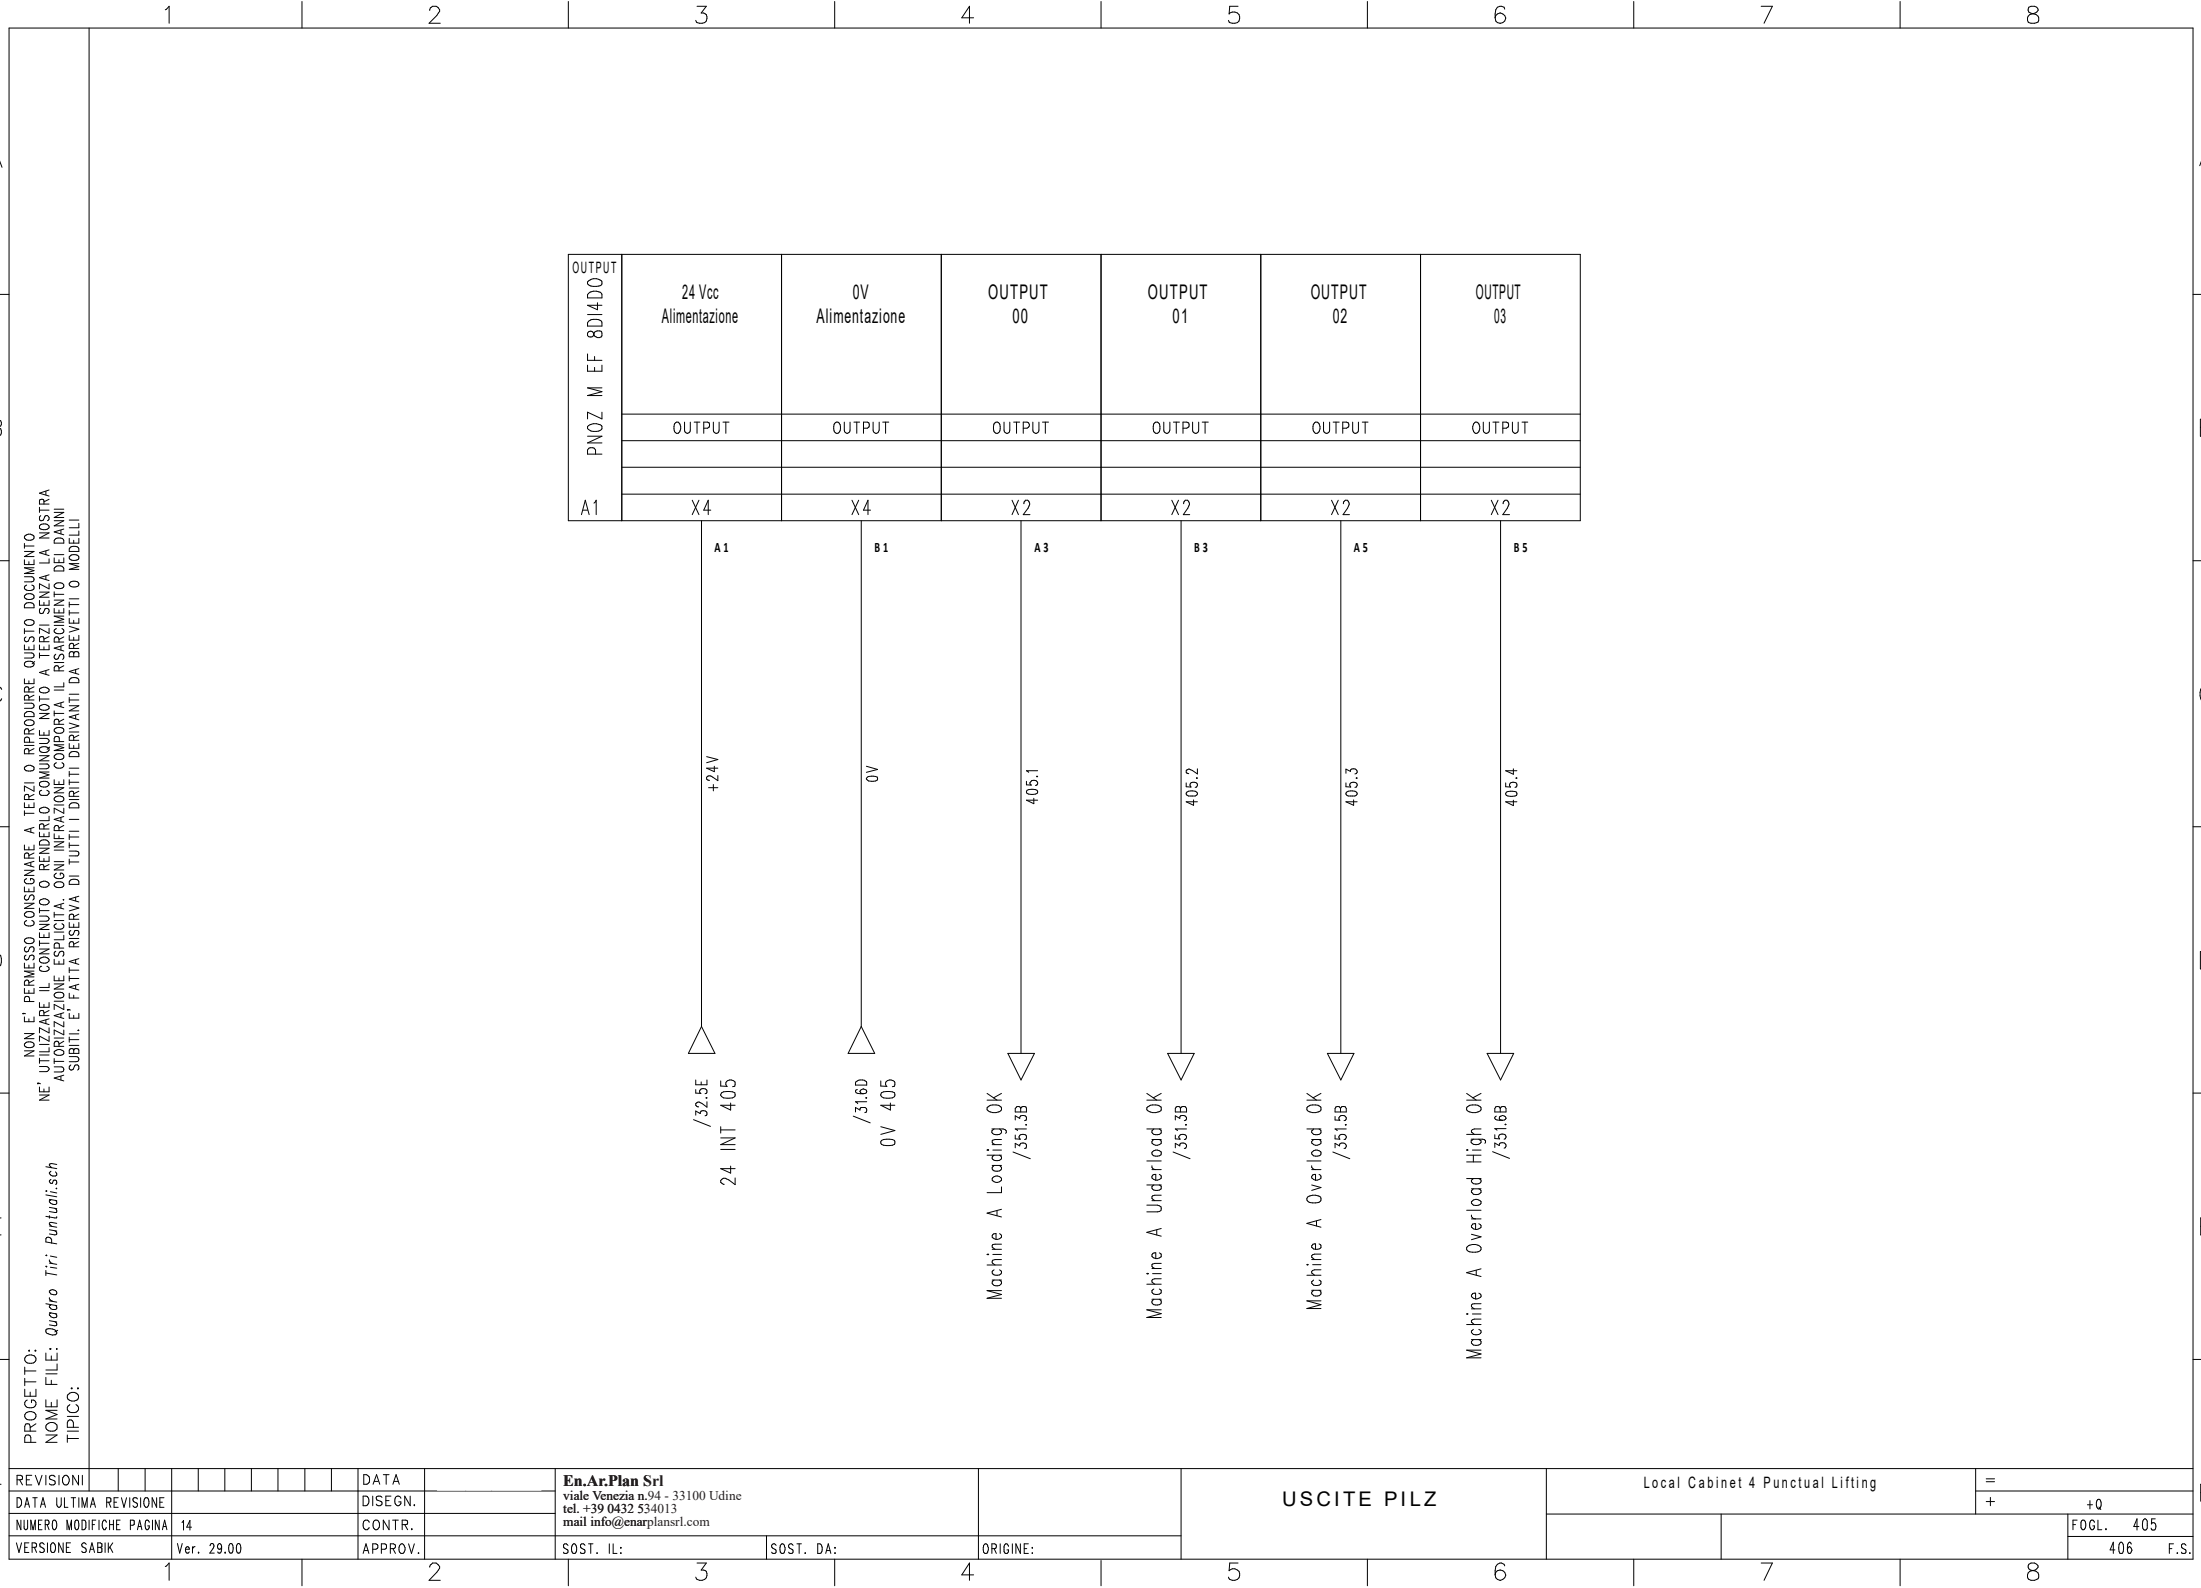 1 2 3 4 5 6 7 8
OUTPUT
PNOZ M EF 8DI4DO
A1
24 Vcc
Alimentazione
0V
Alimentazione
OUTPUT
00
OUTPUT
01
OUTPUT
02
OUTPUT
03
OUTPUT OUTPUT OUTPUT OUTPUT OUTPUT OUTPUT
X4 X4 X2 X2 X2 X2
A1 B1 A3 B3 A5 B5
+24V
0V
405.1
405.2
405.3
405.4
/32.5E
24 INT 405
/31.6D
0V 405
Machine A Loading OK
/351.3B
Machine A Underload OK
/351.3B
Machine A Overload OK
/351.5B
Machine A Overload High OK
/351.6B
NON E' PERMESSO CONSEGNARE A TERZI O RIPRODURRE QUESTO DOCUMENTO
NE' UTILIZZARE IL CONTENUTO O RENDERLO COMUNQUE NOTO A TERZI SENZA LA NOSTRA
AUTORIZZAZIONE ESPLICITA. OGNI INFRAZIONE COMPORTA IL RISARCIMENTO DEI DANNI
SUBITI. E' FATTA RISERVA DI TUTTI I DIRITTI DERIVANTI DA BREVETTI O MODELLI
PROGETTO:
NOME FILE: Quadro Tiri Puntuali.sch
TIPICO:
REVISIONI
DATA ULTIMA REVISIONE
NUMERO MODIFICHE PAGINA 14
VERSIONE SABIK Ver. 29.00
DATA
DISEGN.
CONTR.
APPROV.
En.Ar.Plan Srl
viale Venezia n.94 - 33100 Udine
tel. +39 0432 534013
mail info@enarplansrl.com
SOST. IL: SOST. DA: ORIGINE:
USCITE PILZ
Local Cabinet 4 Punctual Lifting
=
+ +Q
FOGL. 405
406 F.S.
1 2 3 4 5 6 7 8